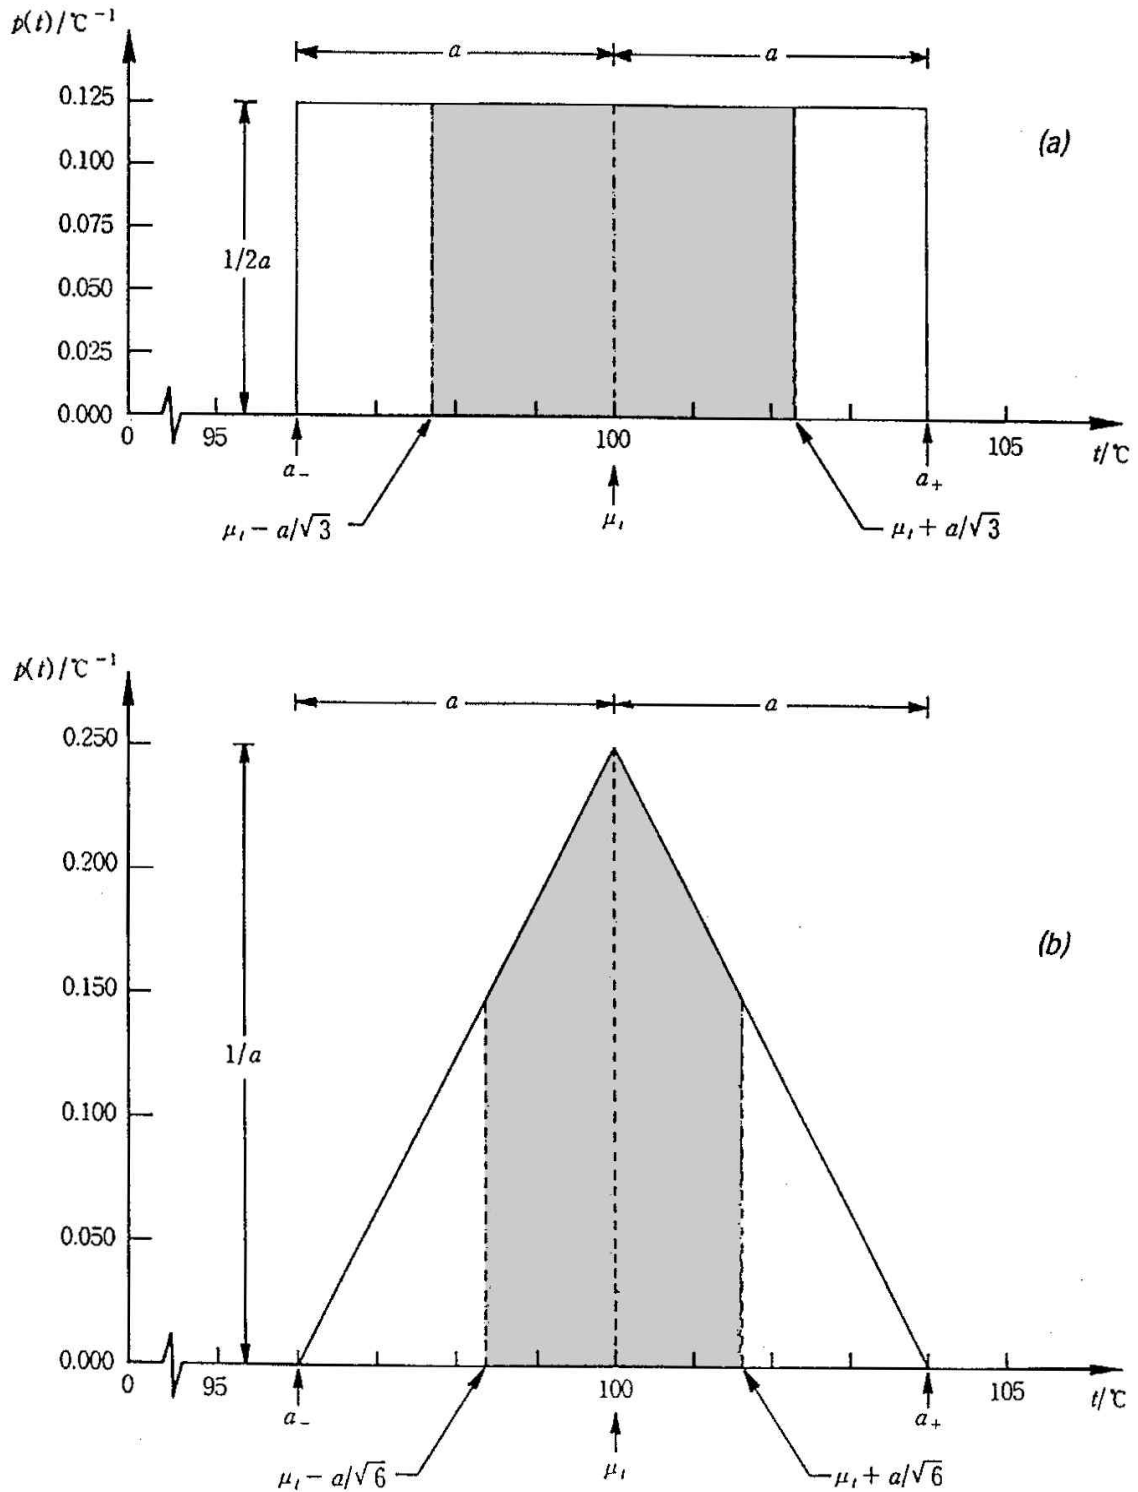 p(t)/℃⁻¹
a a
0.125
0.100
(a)
0.075
1/2a
0.050
0.025
0.000
0 95 100 105 t/℃
a₋ μₜ a₊
μₜ − a/√3 μₜ + a/√3
p(t)/℃⁻¹
a a
0.250
0.200
(b)
0.150
1/a
0.100
0.050
0.000
0 95 100 105 t/℃
a₋ μₜ a₊
μₜ − a/√6 μₜ + a/√6